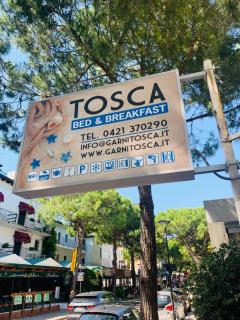 TOSCA
BED & BREAKFAST
TEL. 0421 370290
INFO@GARNITOSCA.IT
WWW.GARNITOSCA.IT